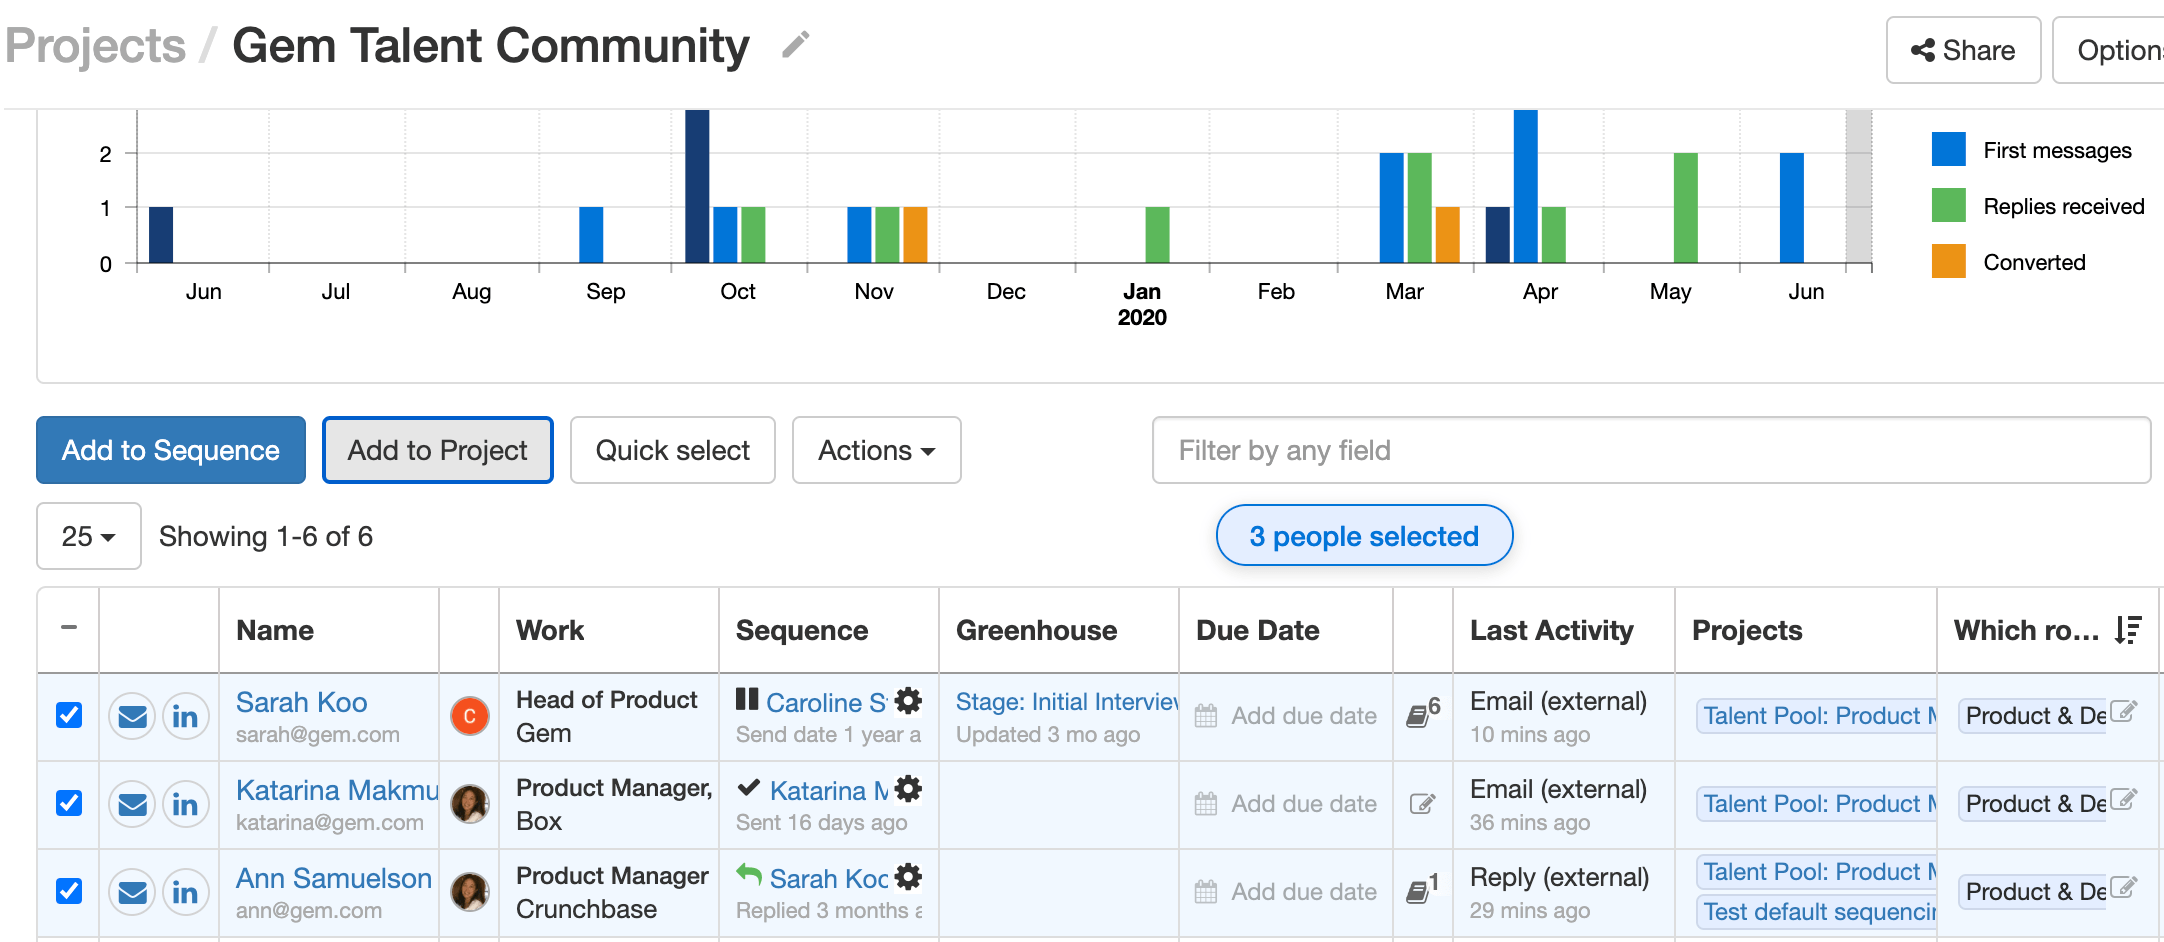 Projects / Gem Talent Community
Share
Option
2
1
0
Jun
Jul
Aug
Sep
Oct
Nov
Dec
Jan
2020
Feb
Mar
Apr
May
Jun
First messages
Replies received
Converted
Add to Sequence
Add to Project
Quick select
Actions
Filter by any field
25
Showing 1-6 of 6
3 people selected
Name
Work
Sequence
Greenhouse
Due Date
Last Activity
Projects
Which ro...
Sarah Koo
sarah@gem.com
C
Head of Product
Gem
Caroline S
Send date 1 year a
Stage: Initial Interview
Updated 3 mo ago
Add due date
6
Email (external)
10 mins ago
Talent Pool: Product M
Product & De
Katarina Makmu
katarina@gem.com
Product Manager,
Box
Katarina M
Sent 16 days ago
Add due date
Email (external)
36 mins ago
Talent Pool: Product M
Product & De
Ann Samuelson
ann@gem.com
Product Manager
Crunchbase
Sarah Koo
Replied 3 months a
Add due date
1
Reply (external)
29 mins ago
Talent Pool: Product M
Test default sequencin
Product & De